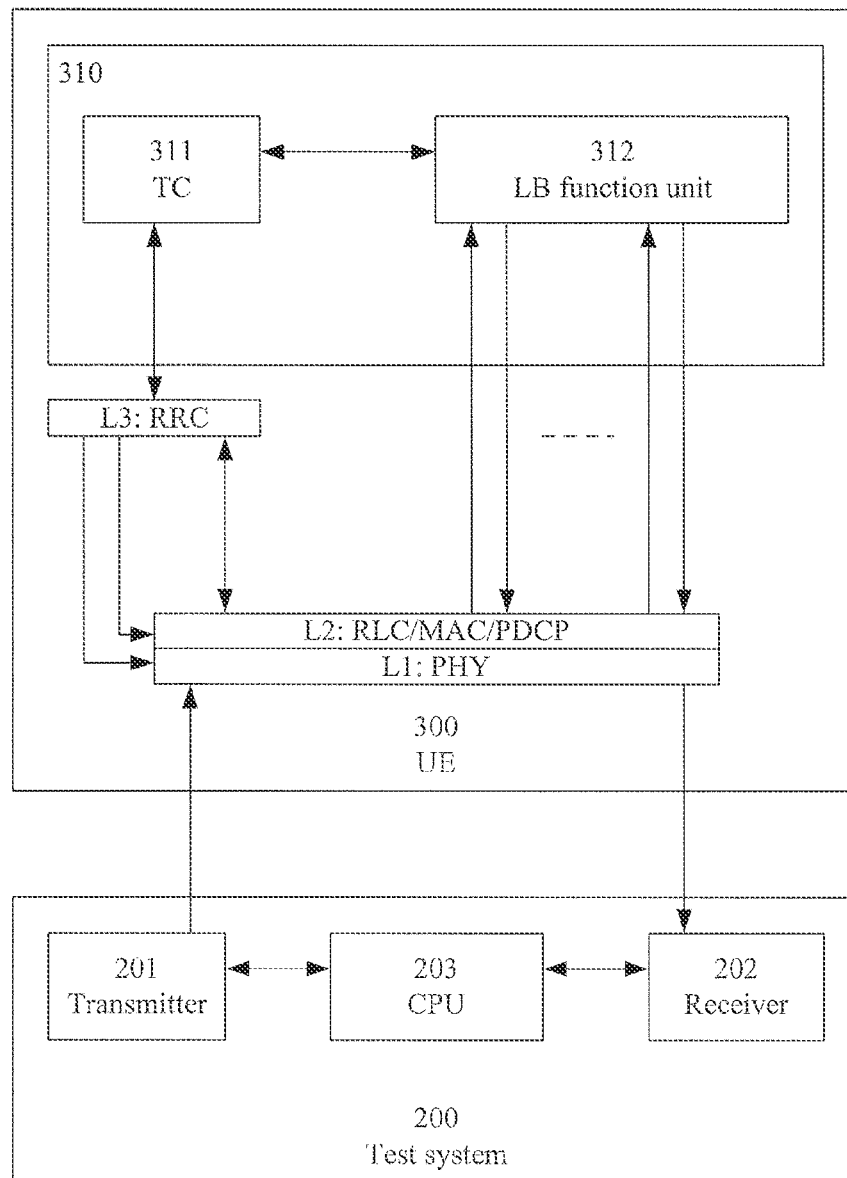 310
311
TC
312
LB function unit
L3: RRC
L2: RLC/MAC/PDCP
L1: PHY
300
UE
201
Transmitter
203
CPU
202
Receiver
200
Test system